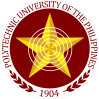 POLYTECHNIC UNIVERSITY OF THE PHILIPPINES
1904